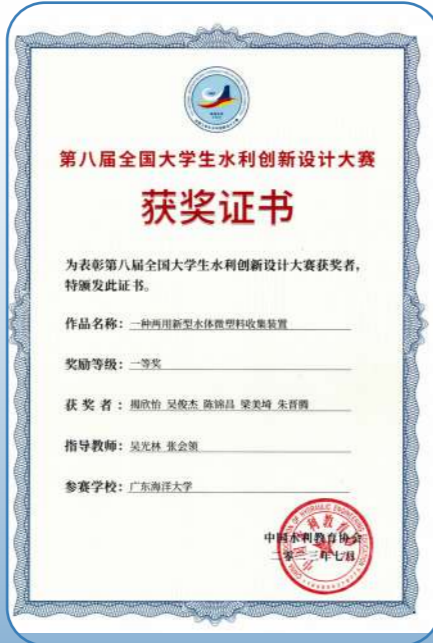 第八届全国大学生水利创新设计大赛
获奖证书
为表彰第八届全国大学生水利创新设计大赛获奖者，
特颁发此证书。
作品名称：一种两用新型水体微塑料收集装置
奖励等级：一等奖
获奖者：揭欣怡 吴俊杰 陈锦昌 梁美埼 朱晋腾
指导教师：吴光林 张会领
参赛学校：广东海洋大学
中国水利教育协会
二零二三年七月